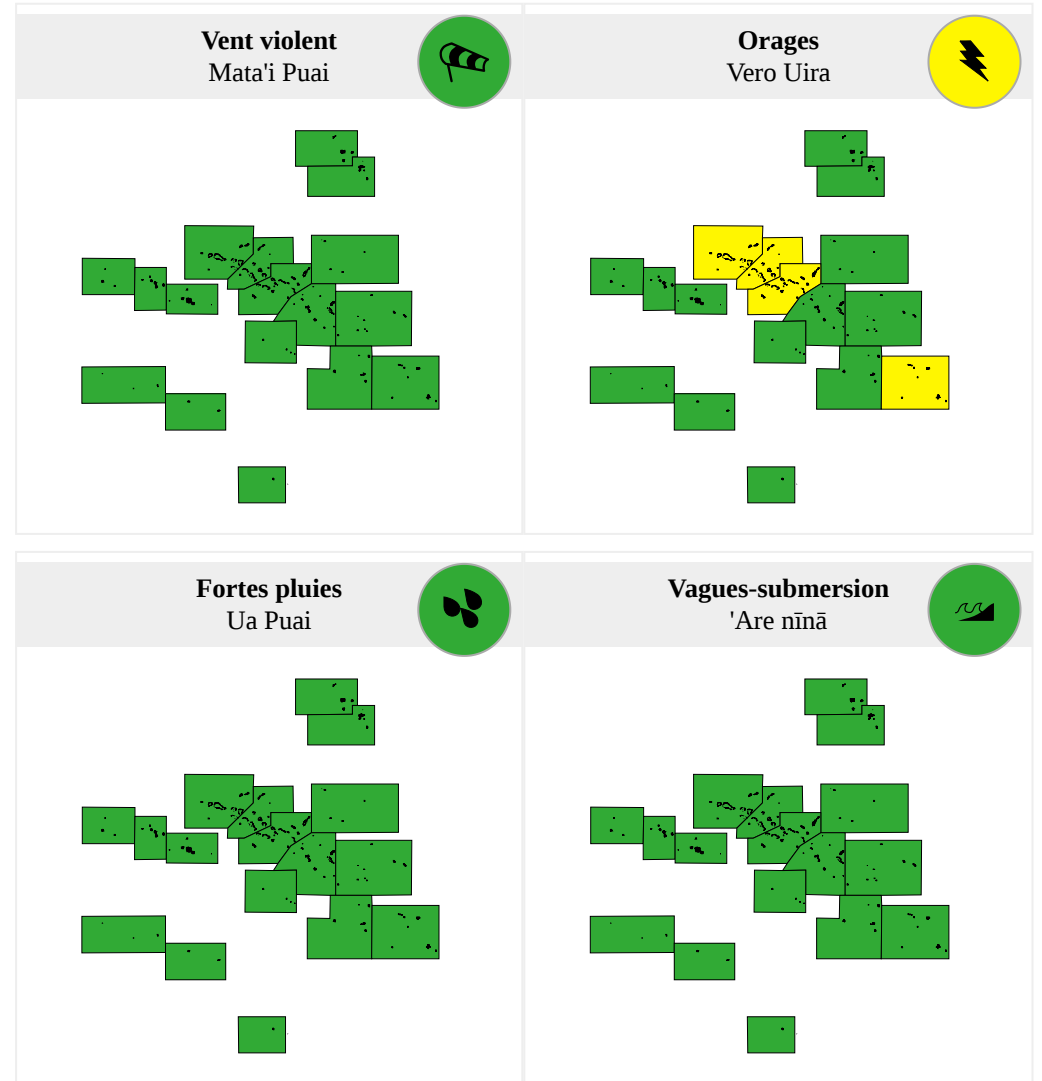 Vent violent
Mata'i Puai
Orages
Vero Uira
Fortes pluies
Ua Puai
Vagues-submersion
'Are nīnā